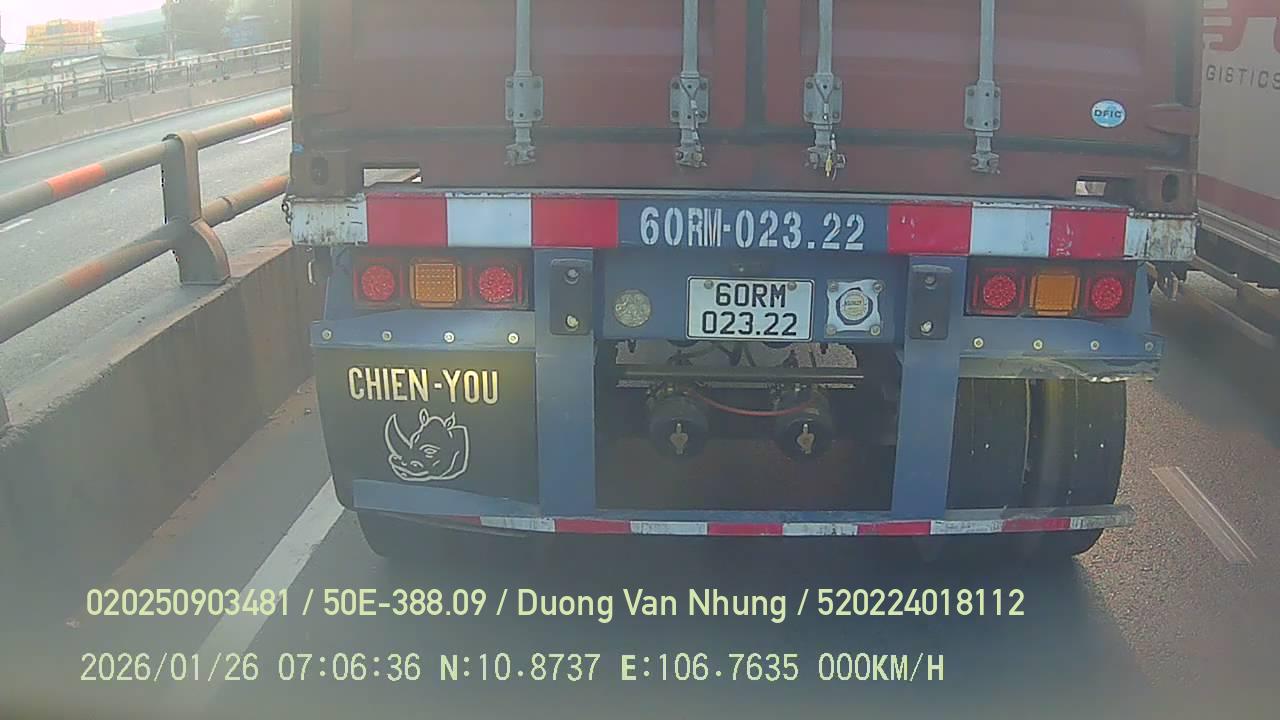 GISTICS
DFIC
60RM-023.22
60RM
023.22
CHIEN-YOU
020250903481 / 50E-388.09 / Duong Van Nhung / 520224018112
2026/01/26 07:06:36 N:10.8737 E:106.7635 000KM/H